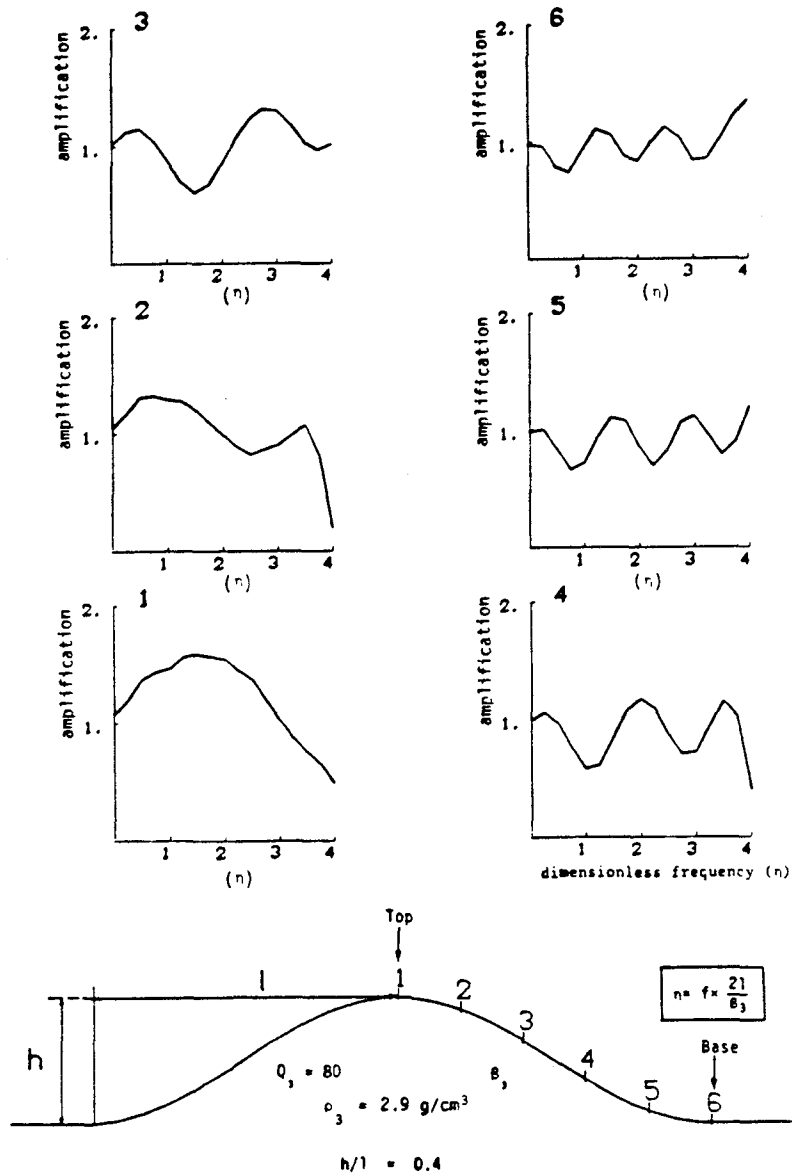 3
2.
amplification
1.
1 2 3 4
(η)
6
2.
amplification
1.
1 2 3 4
(η)
2
2.
amplification
1.
1 2 3 4
(η)
5
2.
amplification
1.
1 2 3 4
(η)
1
2.
amplification
1.
1 2 3 4
(η)
4
2.
amplification
1.
1 2 3 4
dimensionless frequency (η)
Top
l 1 2
η= f× 2l/β₃
h
3
Base
Q₃ = 80 β₃ 4
ρ₃ = 2.9 g/cm³ 5 6
h/l = 0.4